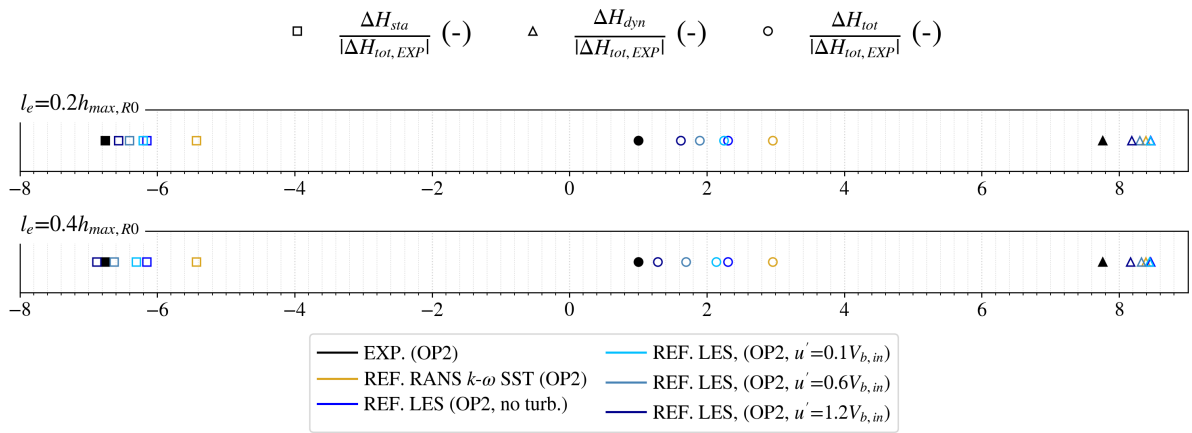 □ ΔH_sta / |ΔH_tot, EXP| (-) △ ΔH_dyn / |ΔH_tot, EXP| (-) ○ ΔH_tot / |ΔH_tot, EXP| (-)
l_e=0.2h_max, R0
−8 −6 −4 −2 0 2 4 6 8
l_e=0.4h_max, R0
−8 −6 −4 −2 0 2 4 6 8
EXP. (OP2)
REF. RANS k-ω SST (OP2)
REF. LES (OP2, no turb.)
REF. LES, (OP2, u′=0.1V_b, in)
REF. LES, (OP2, u′=0.6V_b, in)
REF. LES, (OP2, u′=1.2V_b, in)